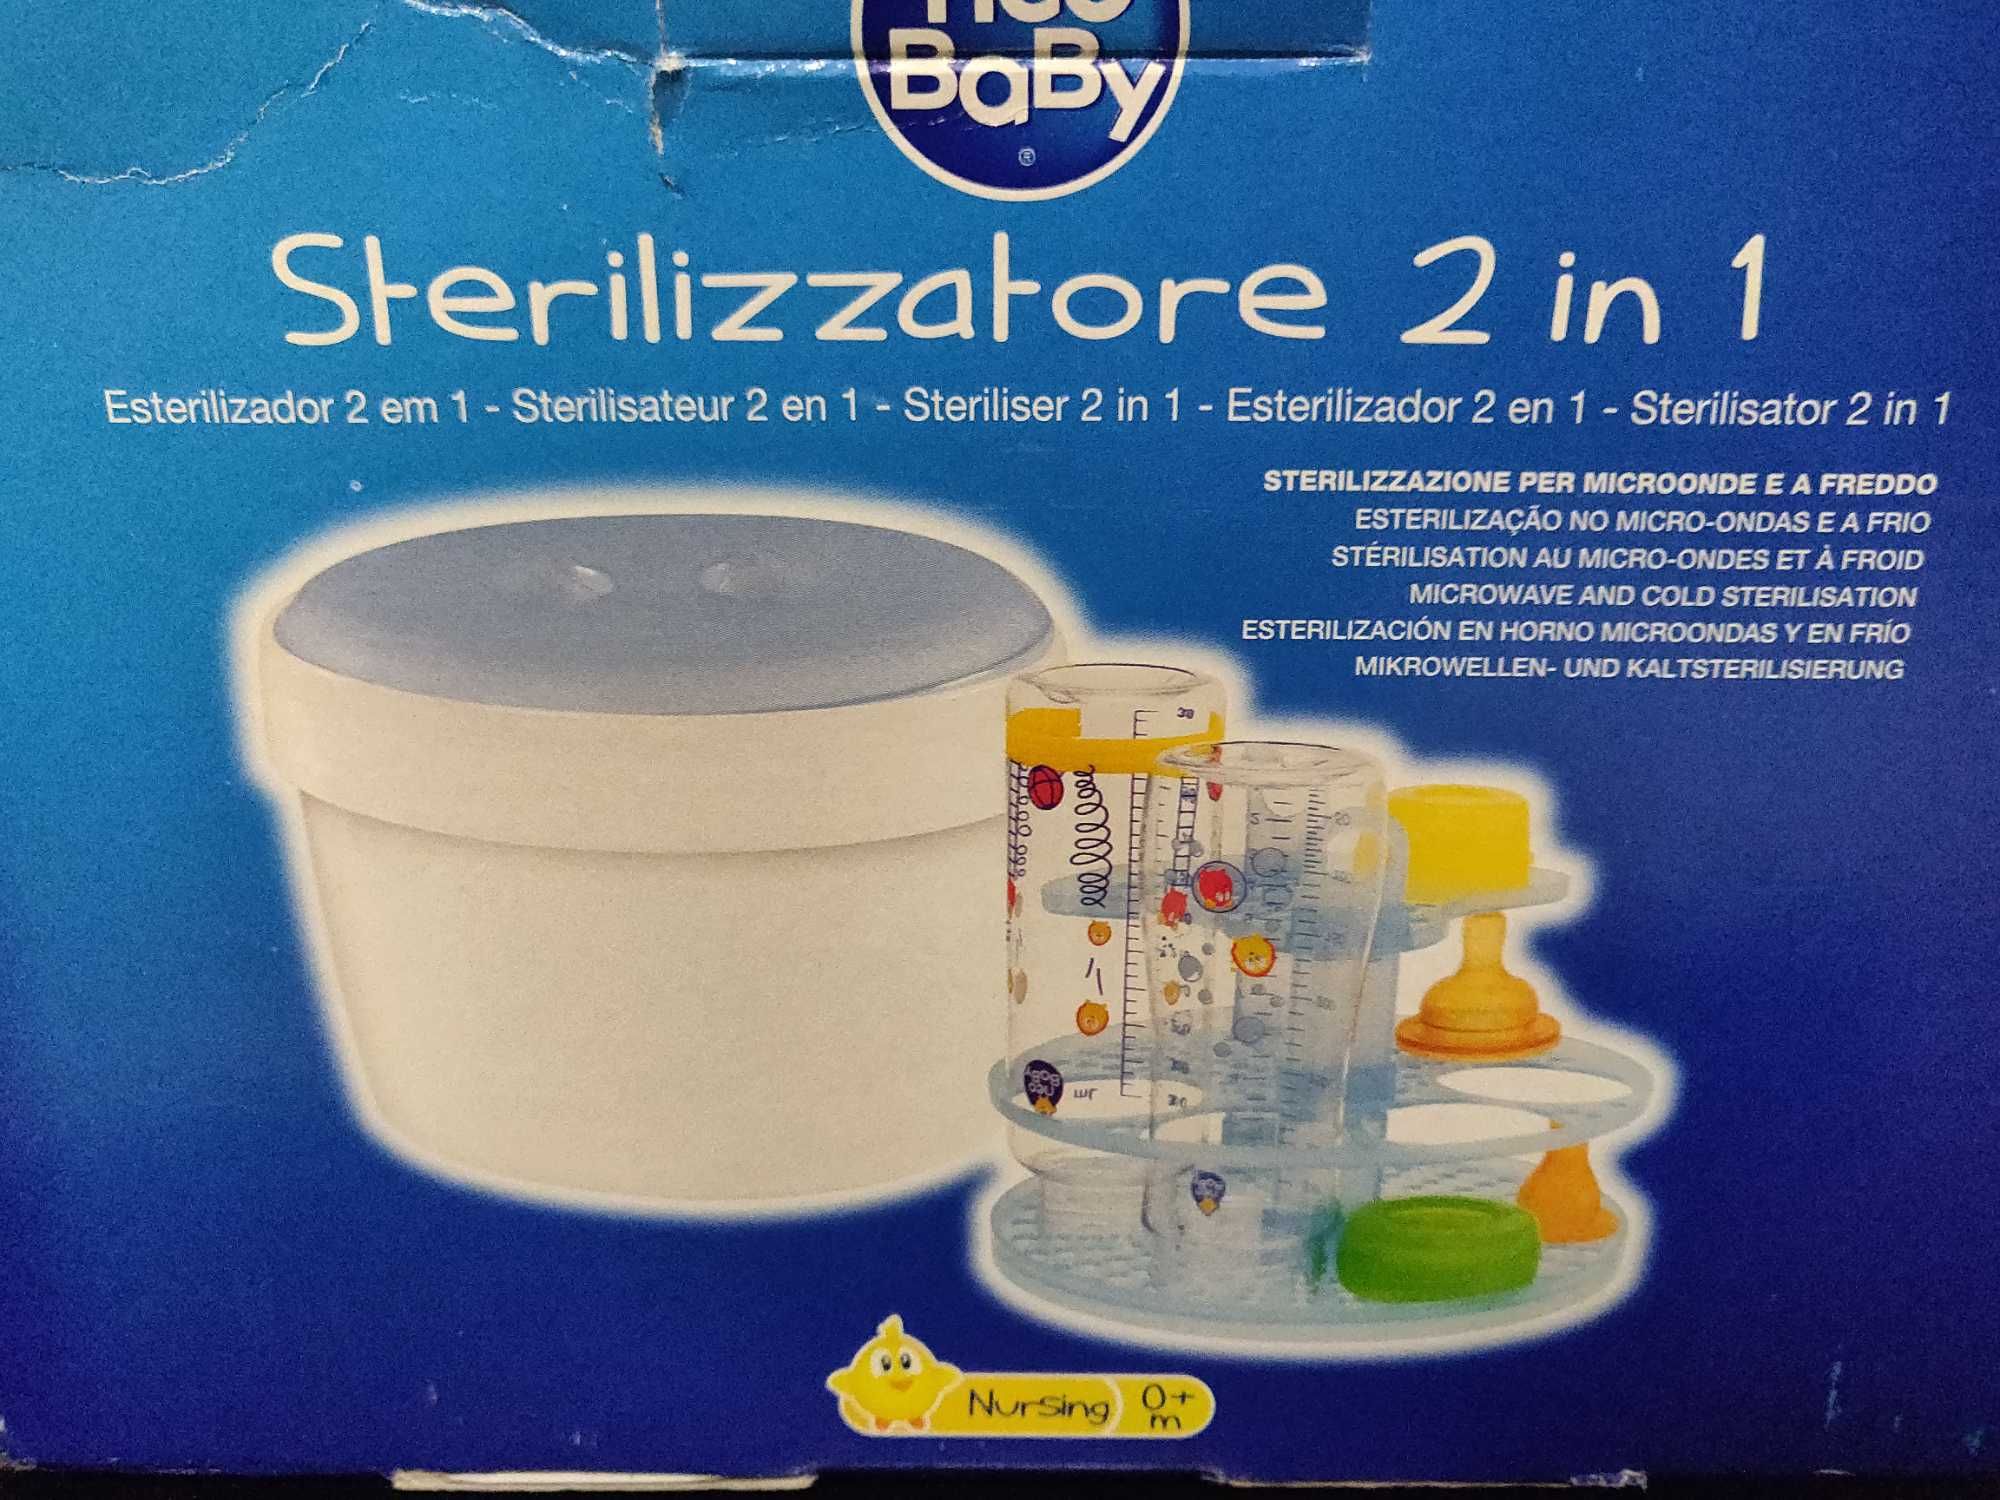 BaBy
®
Sterilizzatore 2 in 1
Esterilizador 2 em 1 - Sterilisateur 2 en 1 - Steriliser 2 in 1 - Esterilizador 2 en 1 - Sterilisator 2 in 1
STERILIZZAZIONE PER MICROONDE E A FREDDO
ESTERILIZAÇÃO NO MICRO-ONDAS E A FRIO
STÉRILISATION AU MICRO-ONDES ET À FROID
MICROWAVE AND COLD STERILISATION
ESTERILIZACIÓN EN HORNO MICROONDAS Y EN FRÍO
MIKROWELLEN- UND KALTSTERILISIERUNG
Nursing 0+
m